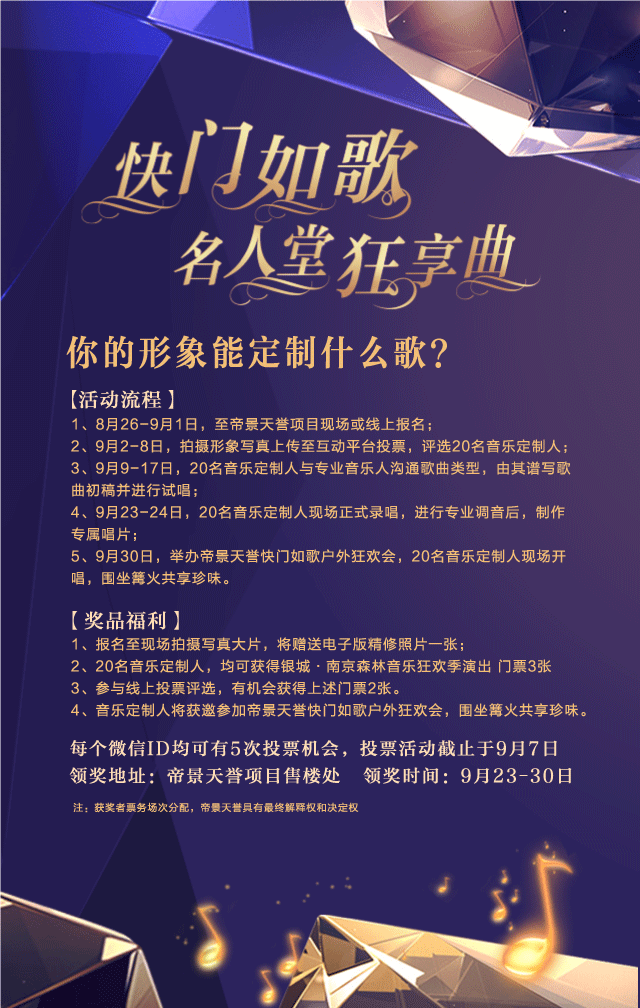 快门如歌
名人堂狂享曲
你的形象能定制什么歌？
【活动流程】
1、8月26-9月1日，至帝景天誉项目现场或线上报名；
2、9月2-8日，拍摄形象写真上传至互动平台投票，评选20名音乐定制人；
3、9月9-17日，20名音乐定制人与专业音乐人沟通歌曲类型，由其谱写歌
曲初稿并进行试唱；
4、9月23-24日，20名音乐定制人现场正式录唱，进行专业调音后，制作
专属唱片；
5、9月30日，举办帝景天誉快门如歌户外狂欢会，20名音乐定制人现场开
唱，围坐篝火共享珍味。
【奖品福利】
1、报名至现场拍摄写真大片，将赠送电子版精修照片一张；
2、20名音乐定制人，均可获得银城·南京森林音乐狂欢季演出 门票3张
3、参与线上投票评选，有机会获得上述门票2张。
4、音乐定制人将获邀参加帝景天誉快门如歌户外狂欢会，围坐篝火共享珍味。
每个微信ID均可有5次投票机会，投票活动截止于9月7日
领奖地址：帝景天誉项目售楼处 领奖时间：9月23-30日
注：获奖者票务场次分配，帝景天誉具有最终解释权和决定权